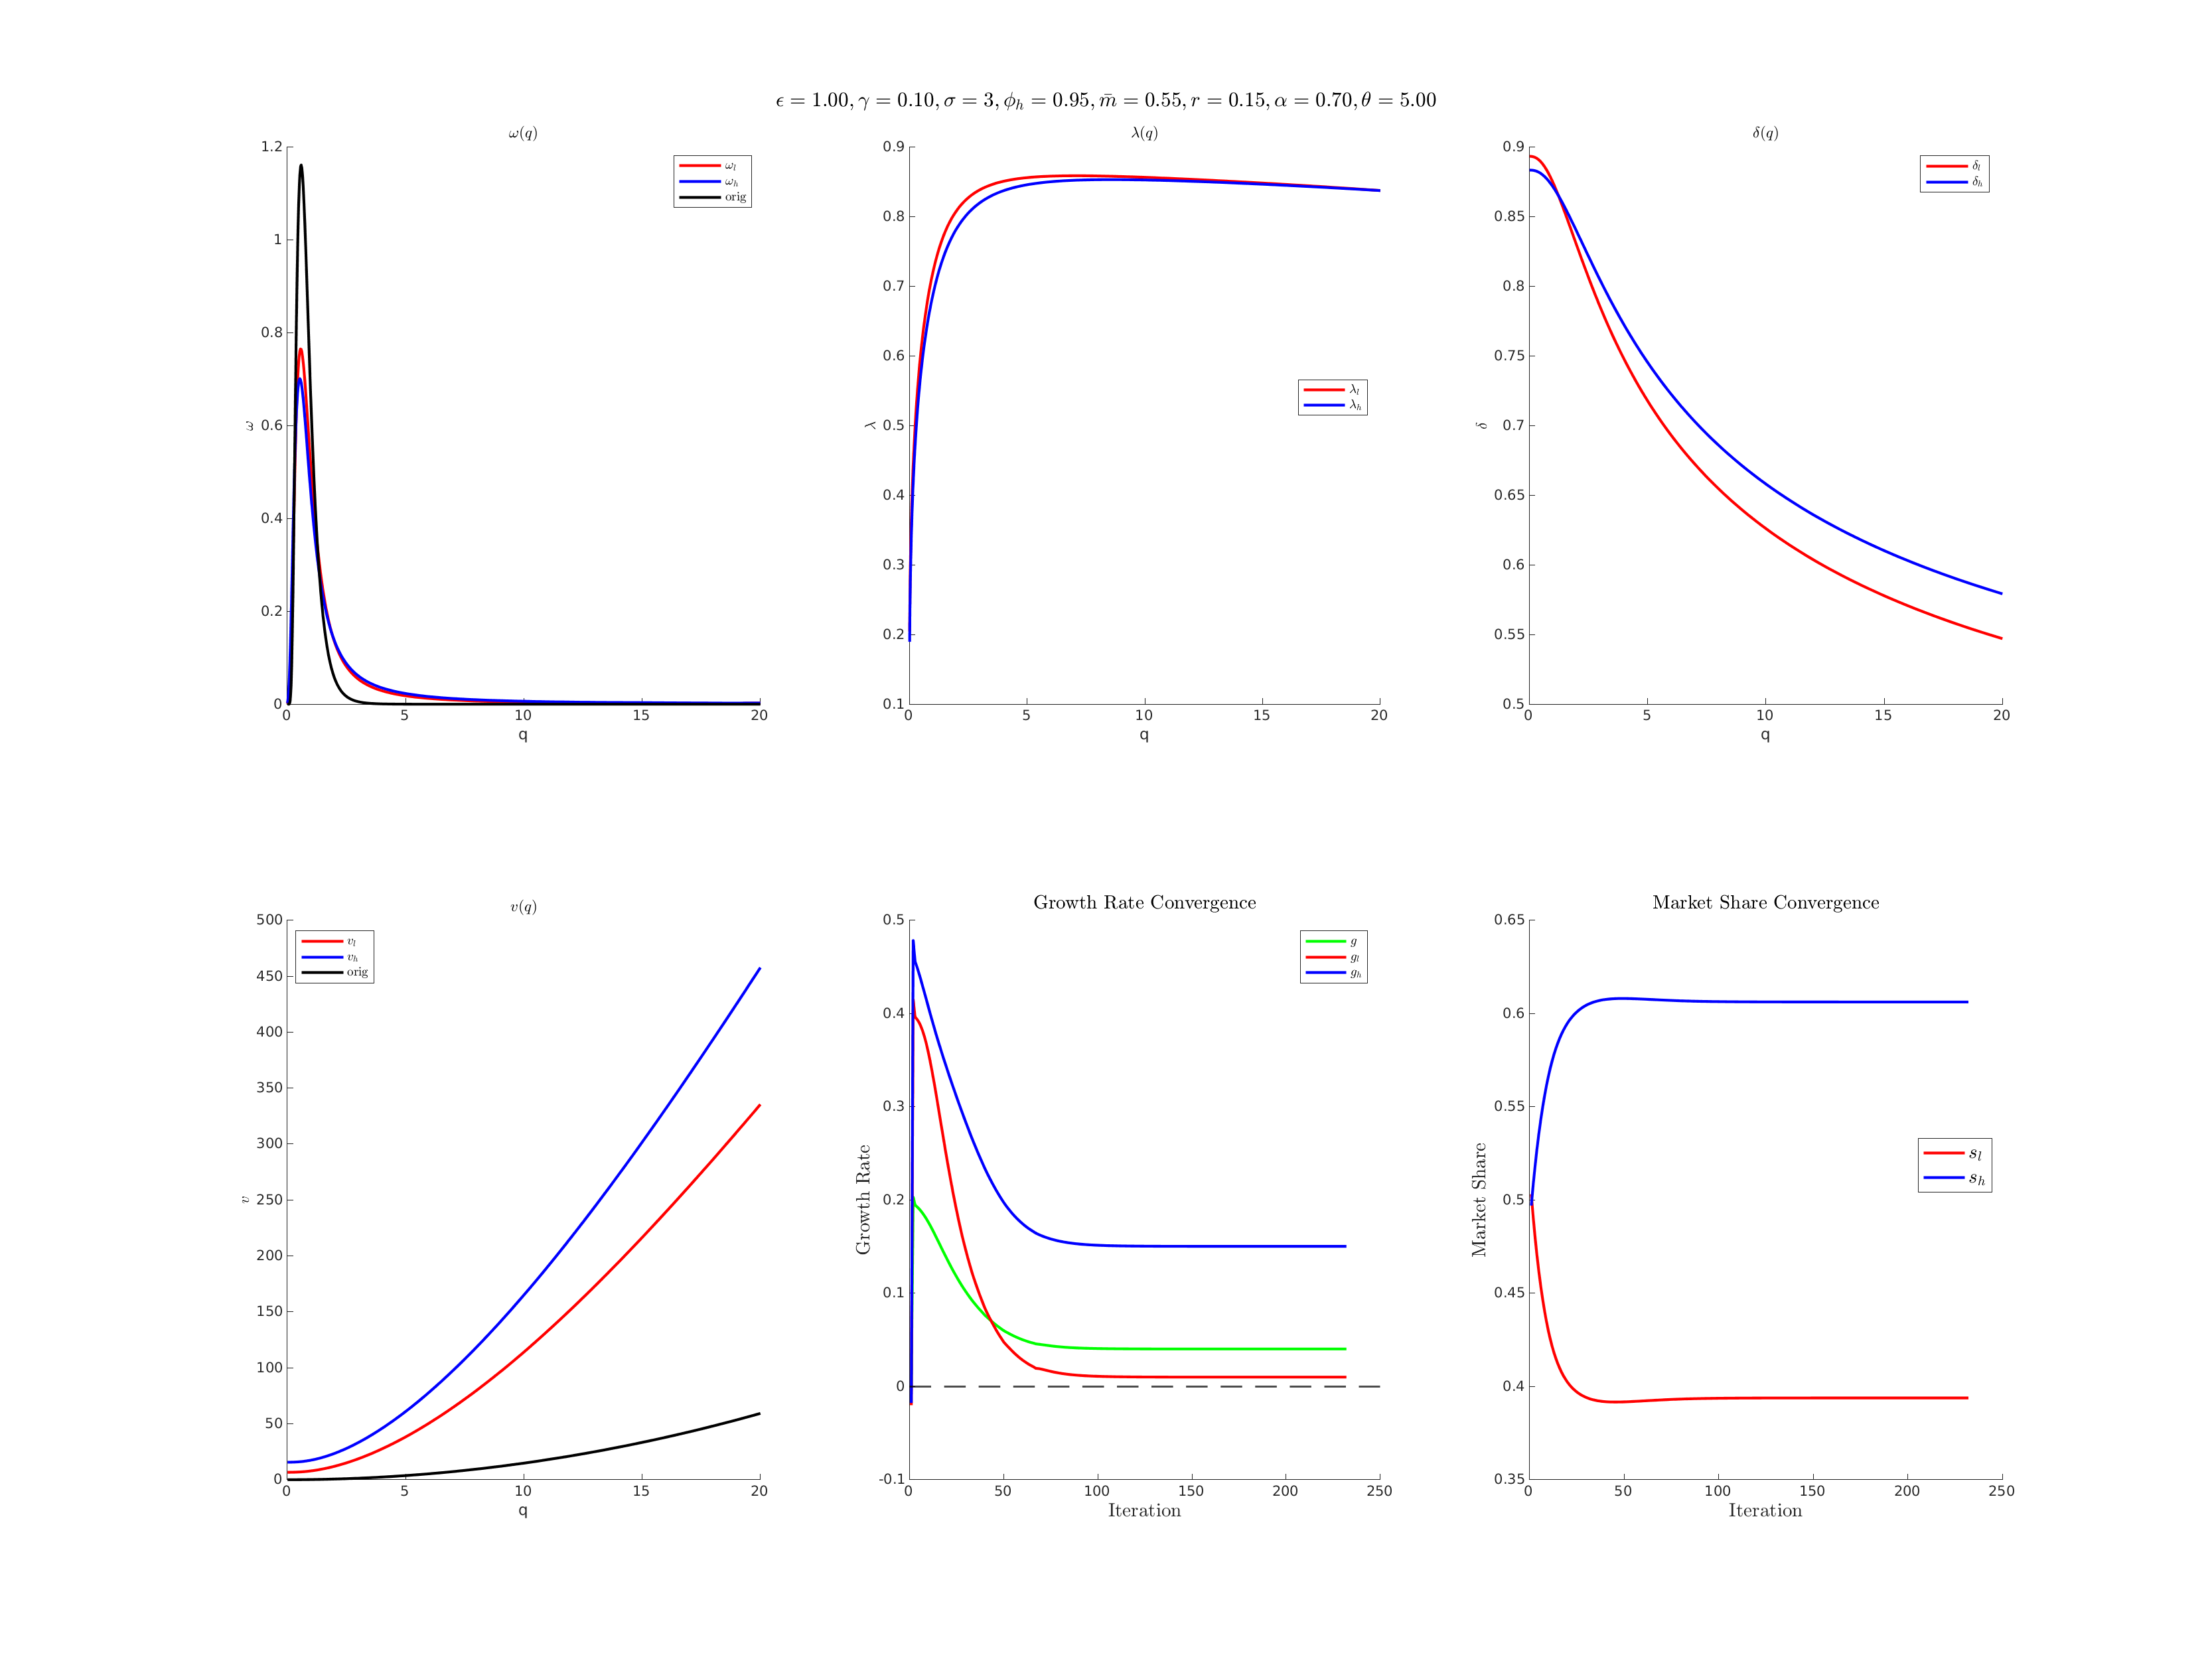 ϵ = 1.00, γ = 0.10, σ = 3, ϕ_h = 0.95, m̄ = 0.55, r = 0.15, α = 0.70, θ = 5.00
ω(q)
1.2
1
0.8
0.6
0.4
0.2
0
ω
0 5 10 15 20
q
ω_l
ω_h
orig
λ(q)
0.9
0.8
0.7
0.6
0.5
0.4
0.3
0.2
0.1
λ
0 5 10 15 20
q
λ_l
λ_h
δ(q)
0.9
0.85
0.8
0.75
0.7
0.65
0.6
0.55
0.5
δ
0 5 10 15 20
q
δ_l
δ_h
v(q)
500
450
400
350
300
250
200
150
100
50
0
v
0 5 10 15 20
q
v_l
v_h
orig
Growth Rate Convergence
0.5
0.4
0.3
0.2
0.1
0
-0.1
Growth Rate
0 50 100 150 200 250
Iteration
g
g_l
g_h
Market Share Convergence
0.65
0.6
0.55
0.5
0.45
0.4
0.35
Market Share
0 50 100 150 200 250
Iteration
s_l
s_h